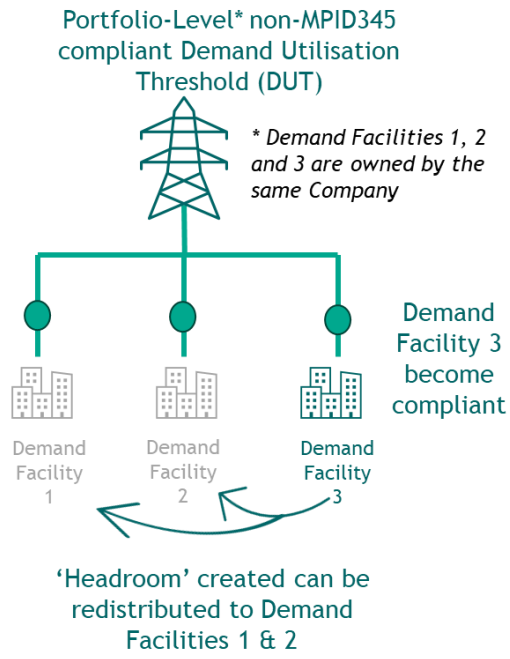 Portfolio-Level* non-MPID345
compliant Demand Utilisation
Threshold (DUT)
* Demand Facilities 1, 2
and 3 are owned by the
same Company
Demand
Facility 3
become
compliant
Demand
Facility
1
Demand
Facility
2
Demand
Facility
3
‘Headroom’ created can be
redistributed to Demand
Facilities 1 & 2